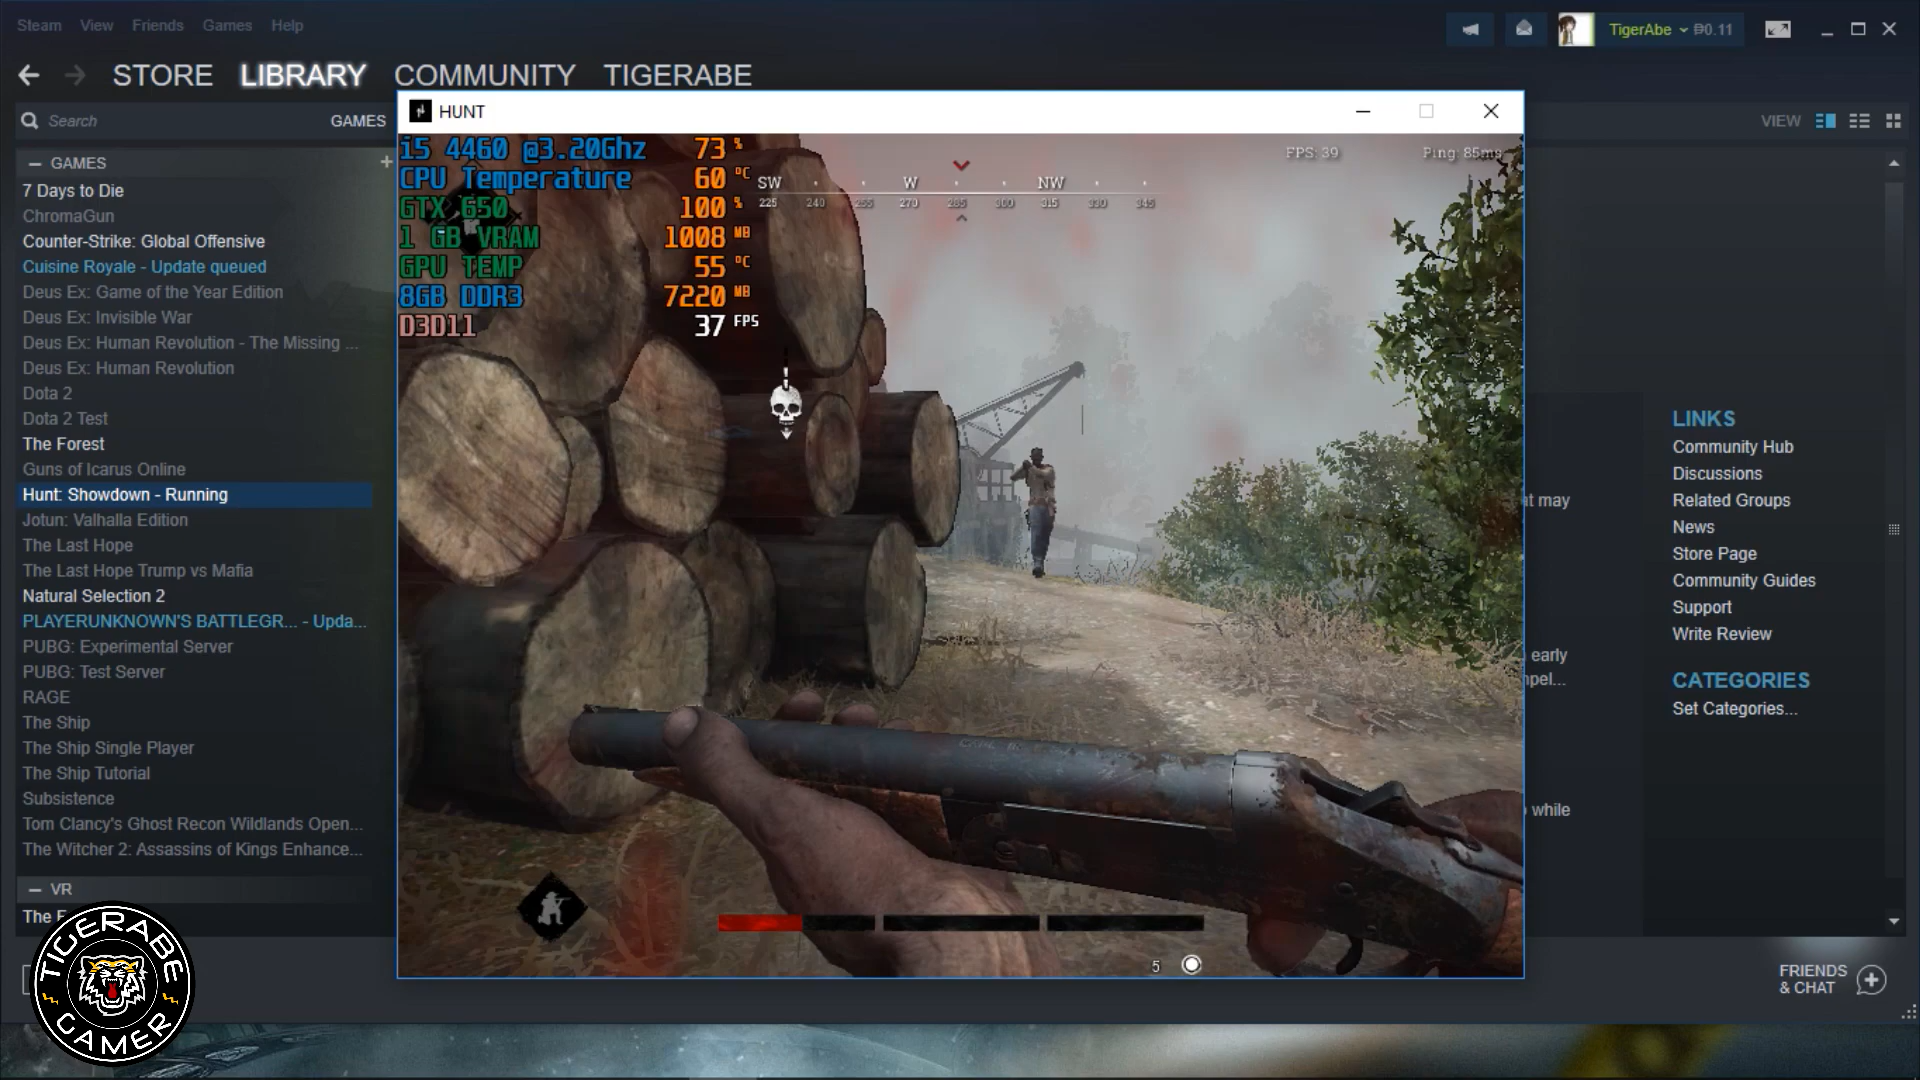 Steam View Friends Games Help
TigerAbe ₱0.11
STORE LIBRARY COMMUNITY TIGERABE
Search GAMES
VIEW
HUNT
GAMES +
7 Days to Die
ChromaGun
Counter-Strike: Global Offensive
Cuisine Royale - Update queued
Deus Ex: Game of the Year Edition
Deus Ex: Invisible War
Deus Ex: Human Revolution - The Missing ...
Deus Ex: Human Revolution
Dota 2
Dota 2 Test
The Forest
Guns of Icarus Online
Hunt: Showdown - Running
Jotun: Valhalla Edition
The Last Hope
The Last Hope Trump vs Mafia
Natural Selection 2
PLAYERUNKNOWN'S BATTLEGR... - Upda...
PUBG: Experimental Server
PUBG: Test Server
RAGE
The Ship
The Ship Single Player
The Ship Tutorial
Subsistence
Tom Clancy's Ghost Recon Wildlands Open...
The Witcher 2: Assassins of Kings Enhance...
VR
The F
TIGERABE GAMER
i5 4460 @3.20Ghz 73 %
CPU Temperature 60 °C
GTX 650 100 %
1 GB VRAM 1008 MB
GPU TEMP 55 °C
8GB DDR3 7220 MB
D3D11 37 FPS
FPS: 39 Ping: 85ms
SW W NW
225 240 255 270 285 300 315 330 345
5
it may
early
npel...
while
LINKS
Community Hub
Discussions
Related Groups
News
Store Page
Community Guides
Support
Write Review
CATEGORIES
Set Categories...
FRIENDS
& CHAT